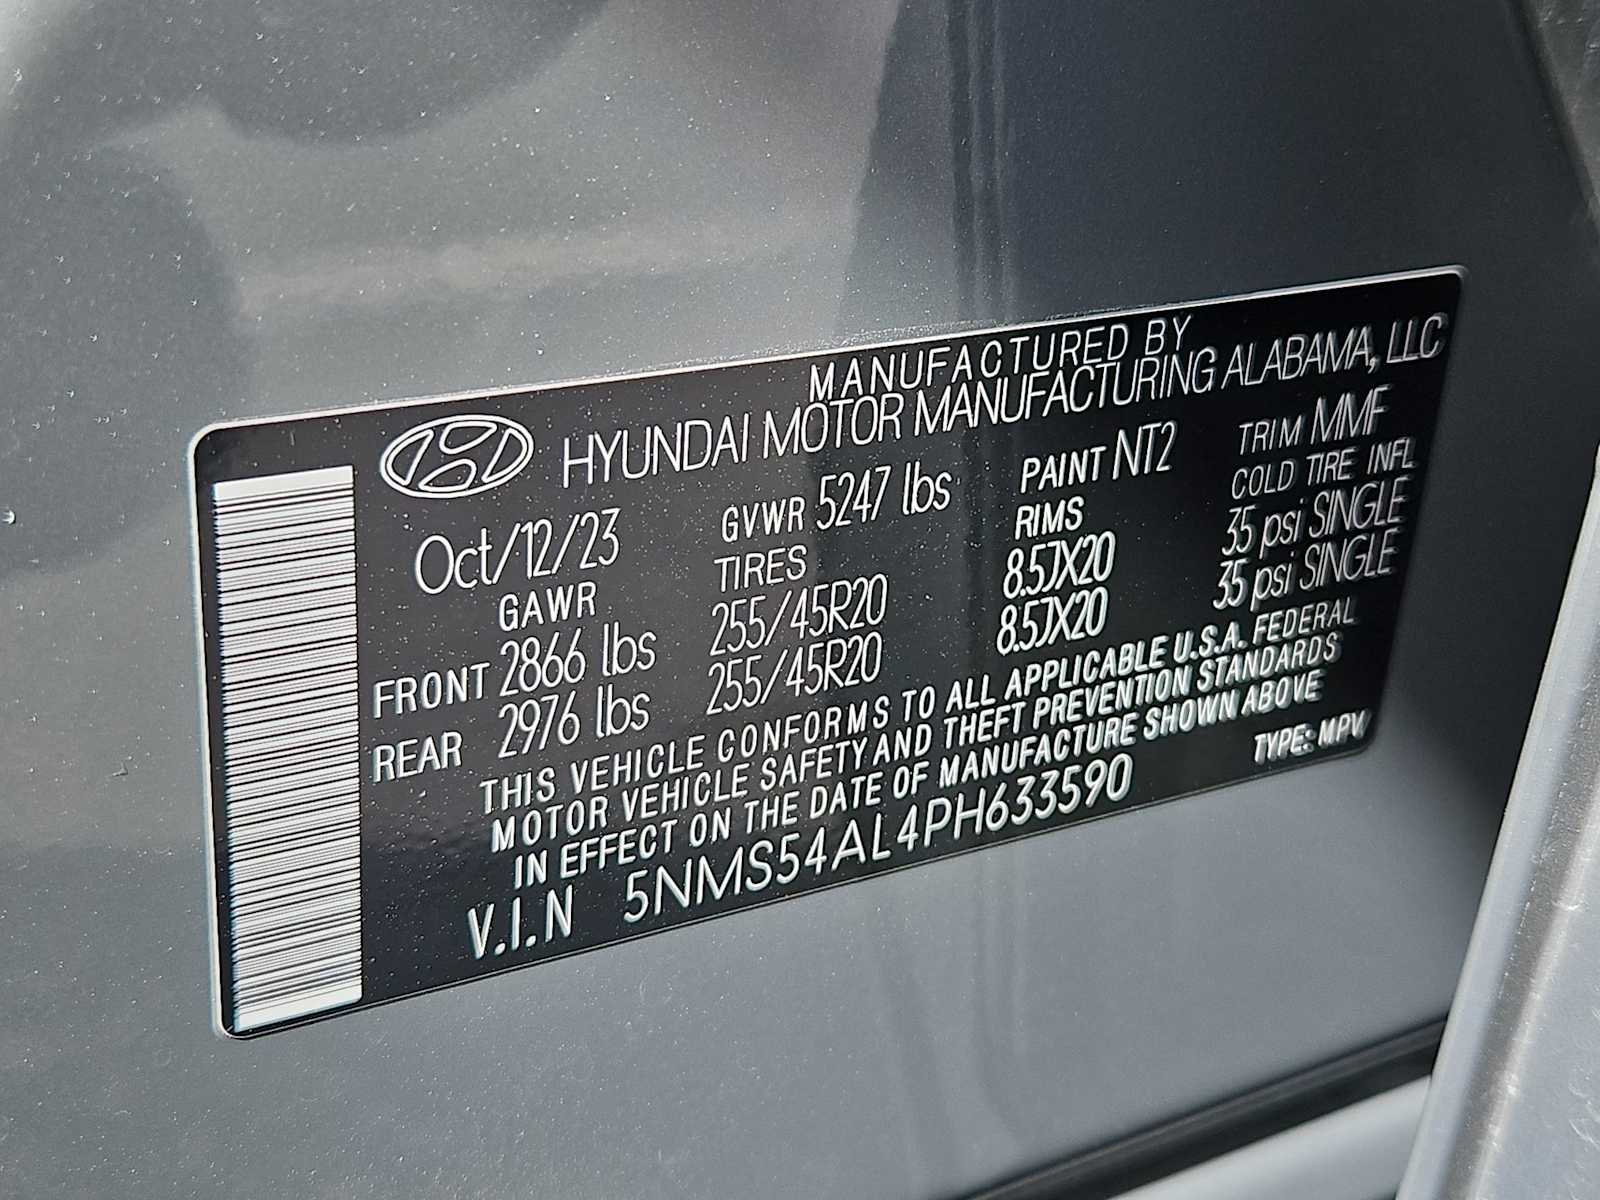 MANUFACTURED BY
HYUNDAI MOTOR MANUFACTURING ALABAMA, LLC
Oct/12/23 GVWR 5247 lbs PAINT NT2 TRIM MMF
GAWR TIRES RIMS COLD TIRE INFL
FRONT 2866 lbs 255/45R20 8.5JX20 35 psi SINGLE
REAR 2976 lbs 255/45R20 8.5JX20 35 psi SINGLE
THIS VEHICLE CONFORMS TO ALL APPLICABLE U.S.A. FEDERAL
MOTOR VEHICLE SAFETY AND THEFT PREVENTION STANDARDS
IN EFFECT ON THE DATE OF MANUFACTURE SHOWN ABOVE
V.I.N 5NMS54AL4PH633590 TYPE: MPV